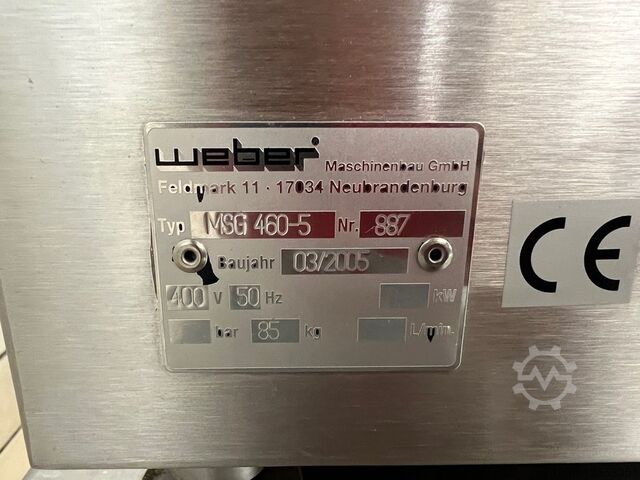 weber Maschinenbau GmbH
Feldmark 11 · 17034 Neubrandenburg
Typ MSG 460-5 Nr. 887
Baujahr 03/2005
400 V 50 Hz kW
bar 85 kg L/min.
CE